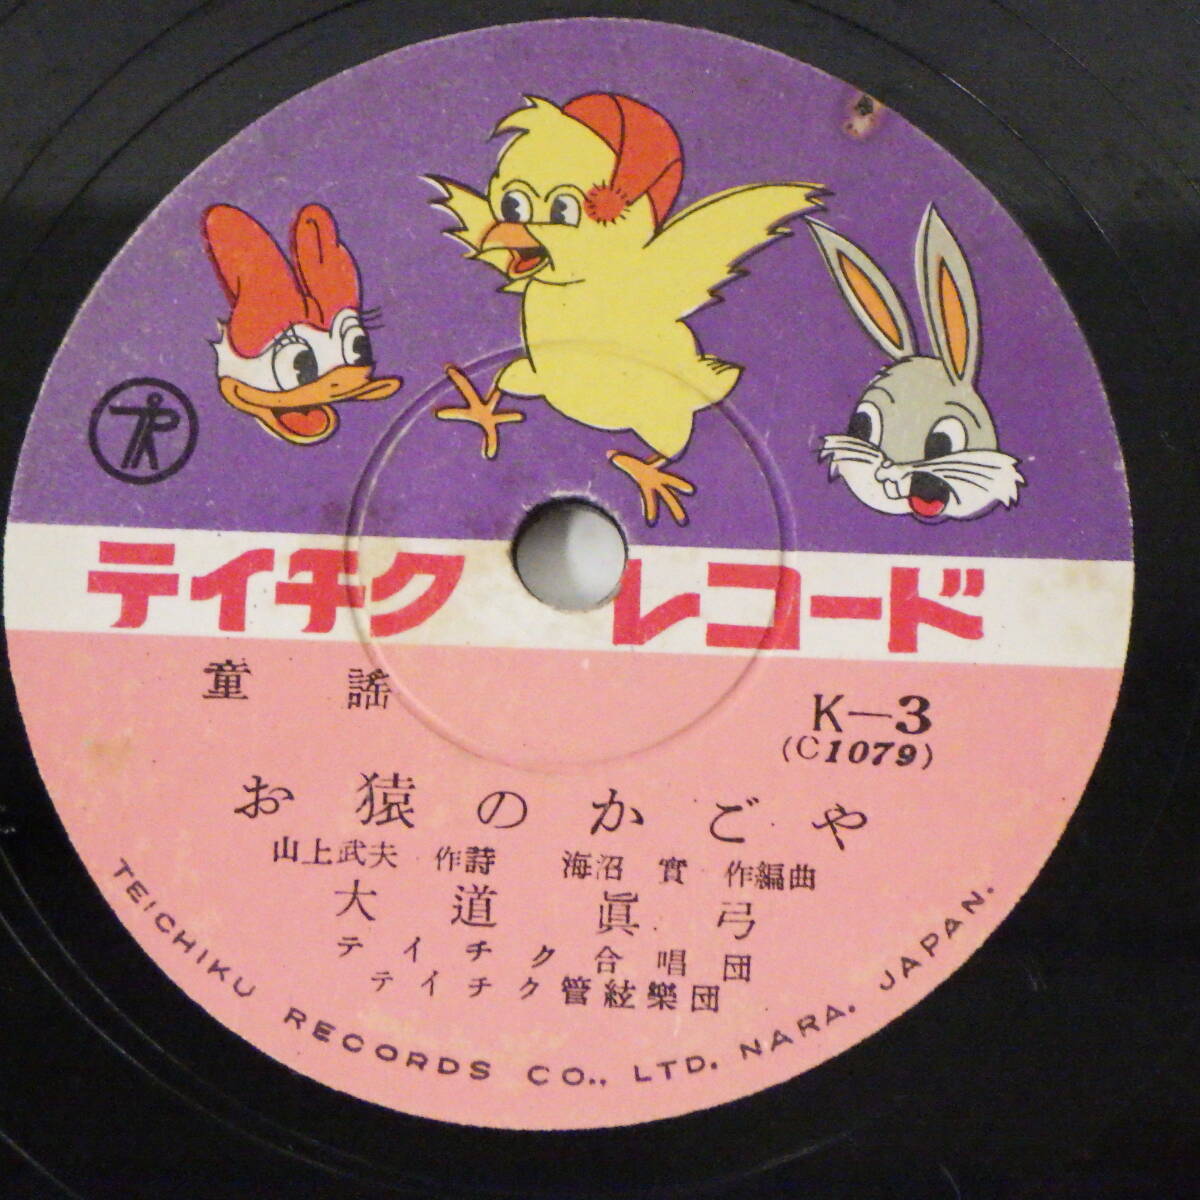 テイチク レコード
童謠
K-3
(C1079)
お猿のかごや
山上武夫 作詩 海沼實 作編曲
大道眞弓
テイチク合唱団
テイチク管絃樂団
TEICHIKU RECORDS CO., LTD. NARA. JAPAN.